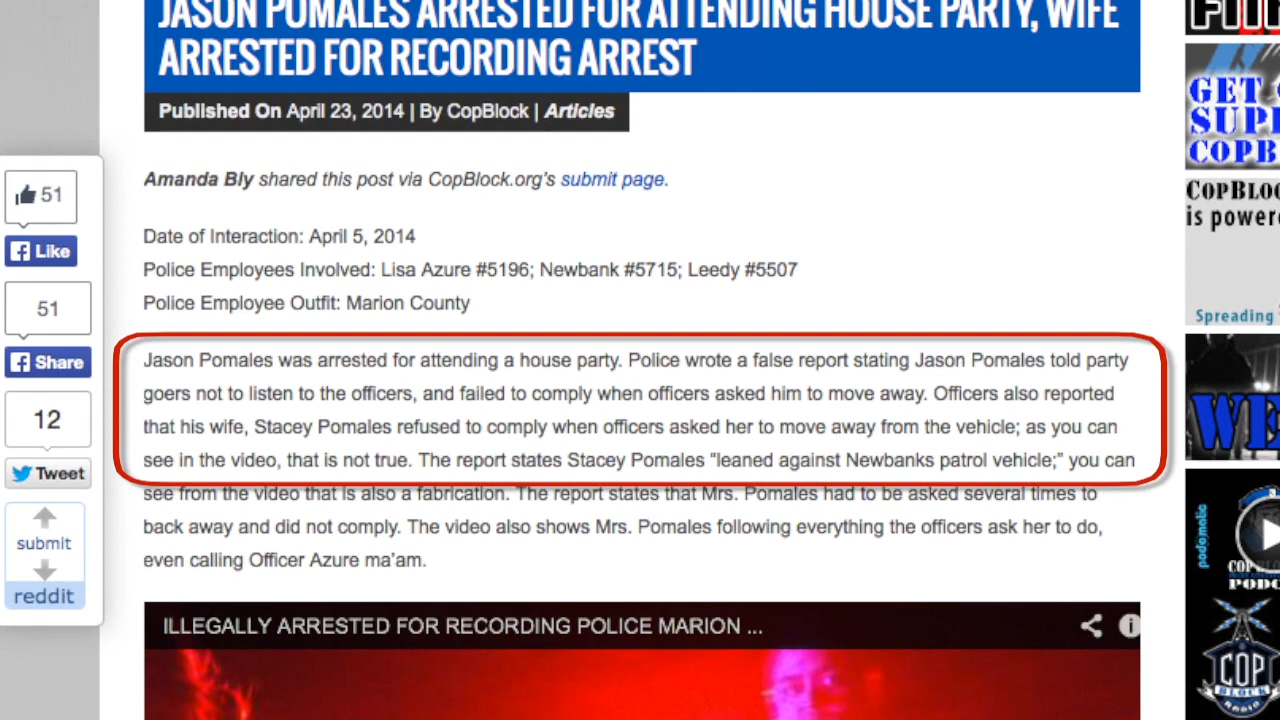 JASON POMALES ARRESTED FOR ATTENDING HOUSE PARTY, WIFE
ARRESTED FOR RECORDING ARREST
Published On April 23, 2014 | By CopBlock | Articles
Amanda Bly shared this post via CopBlock.org's submit page.
Date of Interaction: April 5, 2014
Police Employees Involved: Lisa Azure #5196; Newbank #5715; Leedy #5507
Police Employee Outfit: Marion County
Jason Pomales was arrested for attending a house party. Police wrote a false report stating Jason Pomales told party
goers not to listen to the officers, and failed to comply when officers asked him to move away. Officers also reported
that his wife, Stacey Pomales refused to comply when officers asked her to move away from the vehicle; as you can
see in the video, that is not true. The report states Stacey Pomales "leaned against Newbanks patrol vehicle;" you can
see from the video that is also a fabrication. The report states that Mrs. Pomales had to be asked several times to
back away and did not comply. The video also shows Mrs. Pomales following everything the officers ask her to do,
even calling Officer Azure ma'am.
ILLEGALLY ARRESTED FOR RECORDING POLICE MARION ...
51
Like
51
Share
12
Tweet
submit
reddit
GET
SUP
COPB
COPBLO
is power
Spreading
WE
podomatic
COP
BLOCK
RADIO